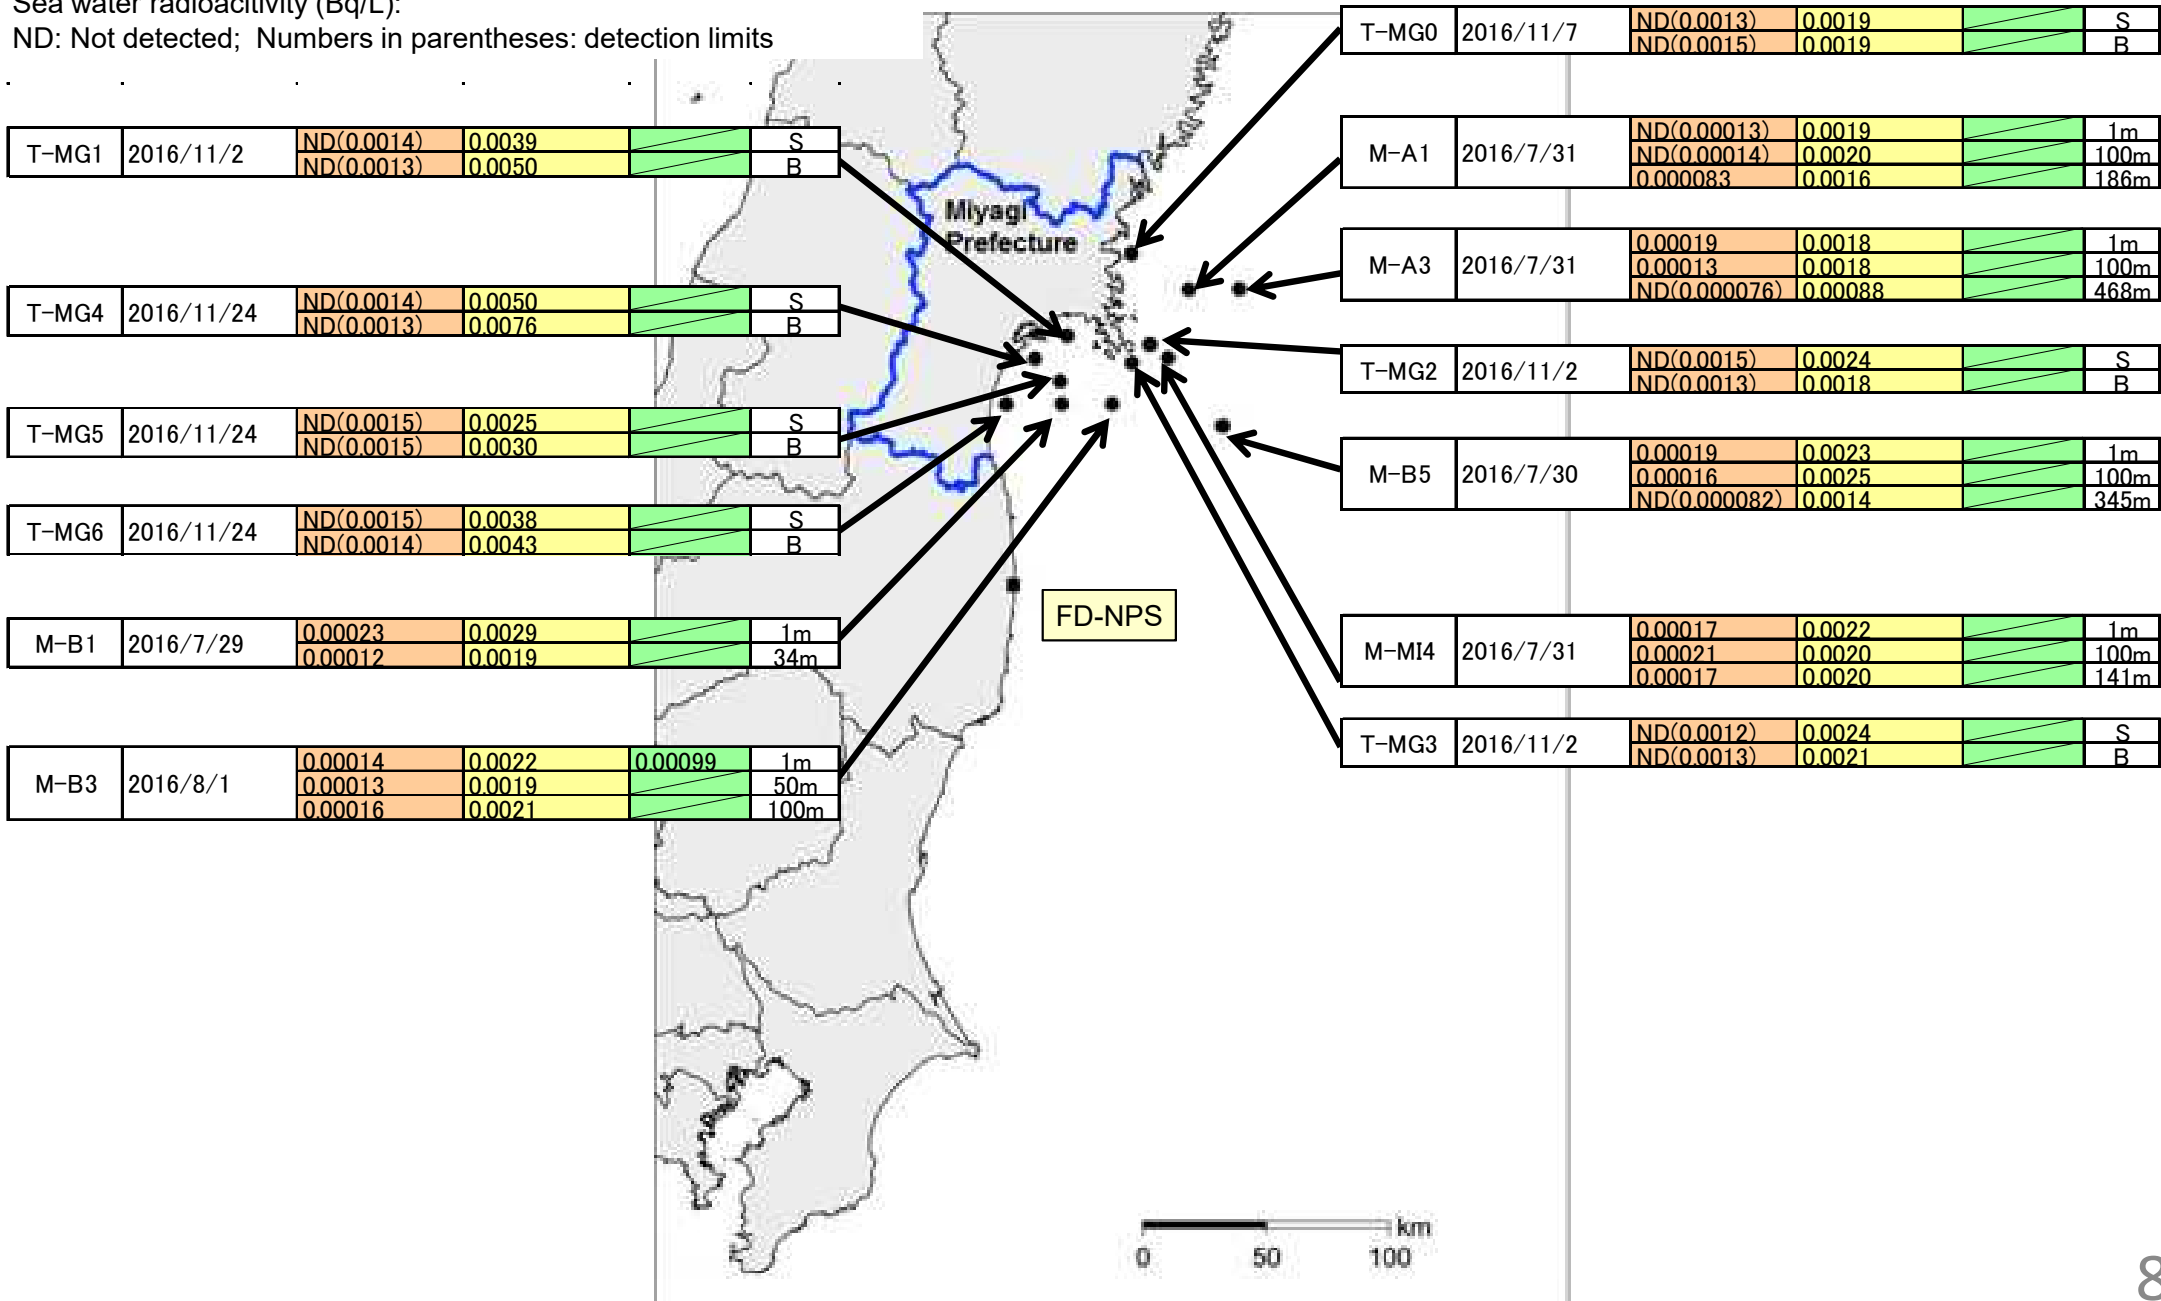 Sea water radioacitivity (Bq/L):
ND: Not detected; Numbers in parentheses: detection limits
T-MG1 2016/11/2 ND(0.0014) 0.0039 S
ND(0.0013) 0.0050 B
T-MG4 2016/11/24 ND(0.0014) 0.0050 S
ND(0.0013) 0.0076 B
T-MG5 2016/11/24 ND(0.0015) 0.0025 S
ND(0.0015) 0.0030 B
T-MG6 2016/11/24 ND(0.0015) 0.0038 S
ND(0.0014) 0.0043 B
M-B1 2016/7/29 0.00023 0.0029 1m
0.00012 0.0019 34m
M-B3 2016/8/1 0.00014 0.0022 0.00099 1m
0.00013 0.0019 50m
0.00016 0.0021 100m
Miyagi
Prefecture
FD-NPS
T-MG0 2016/11/7 ND(0.0013) 0.0019 S
ND(0.0015) 0.0019 B
M-A1 2016/7/31 ND(0.00013) 0.0019 1m
ND(0.00014) 0.0020 100m
0.000083 0.0016 186m
M-A3 2016/7/31 0.00019 0.0018 1m
0.00013 0.0018 100m
ND(0.000076) 0.00088 468m
T-MG2 2016/11/2 ND(0.0015) 0.0024 S
ND(0.0013) 0.0018 B
M-B5 2016/7/30 0.00019 0.0023 1m
0.00016 0.0025 100m
ND(0.000082) 0.0014 345m
M-MI4 2016/7/31 0.00017 0.0022 1m
0.00021 0.0020 100m
0.00017 0.0020 141m
T-MG3 2016/11/2 ND(0.0012) 0.0024 S
ND(0.0013) 0.0021 B
km
0 50 100
8